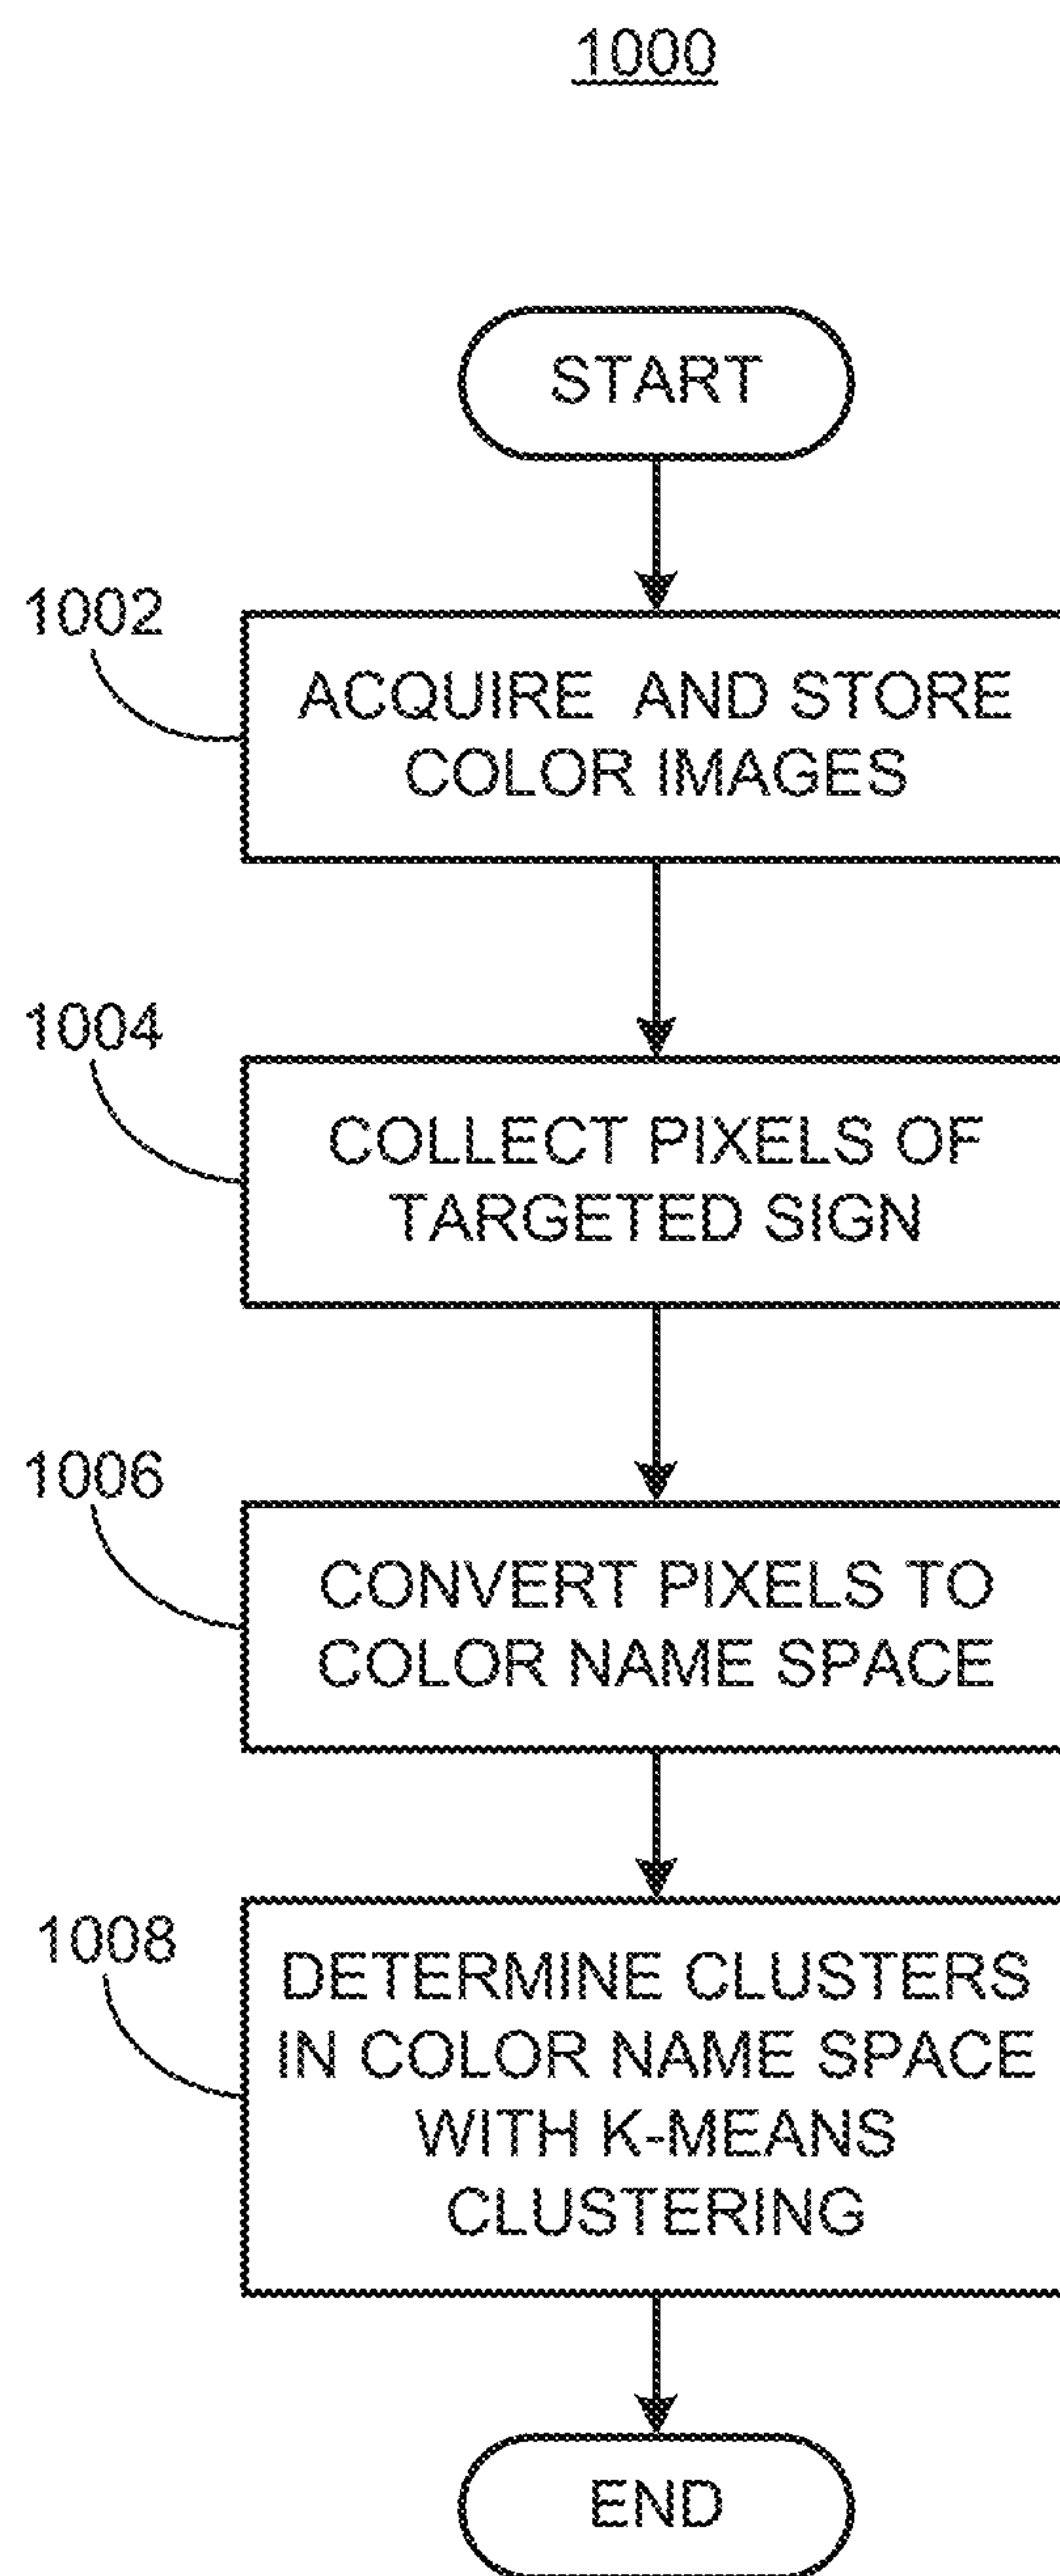 1000
START
1002
ACQUIRE AND STORE
COLOR IMAGES
1004
COLLECT PIXELS OF
TARGETED SIGN
1006
CONVERT PIXELS TO
COLOR NAME SPACE
1008
DETERMINE CLUSTERS
IN COLOR NAME SPACE
WITH K-MEANS
CLUSTERING
END